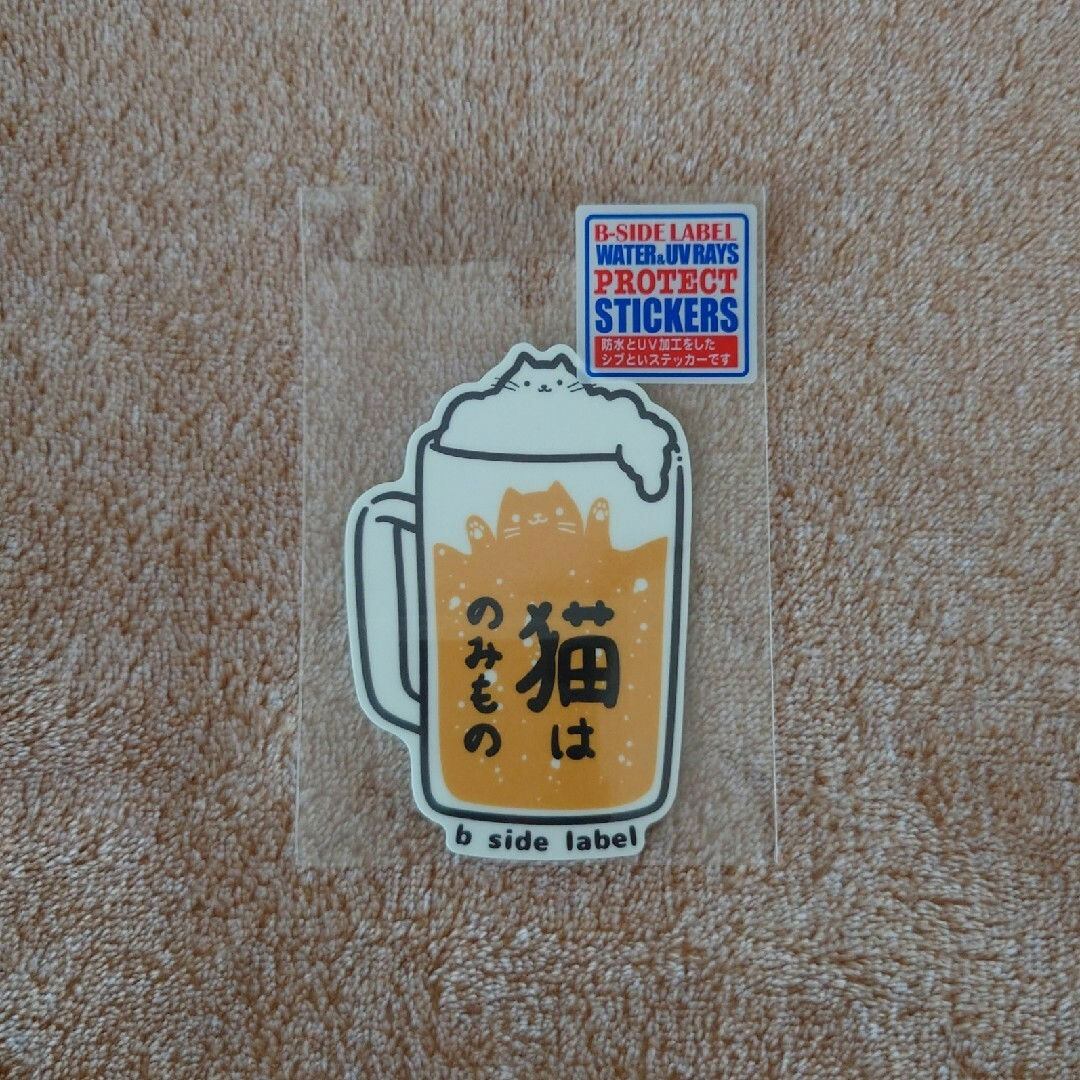 B-SIDE LABEL
WATER&UV RAYS
PROTECT
STICKERS
防水とUV加工をした
シブといステッカーです
猫は
のみもの
b side label